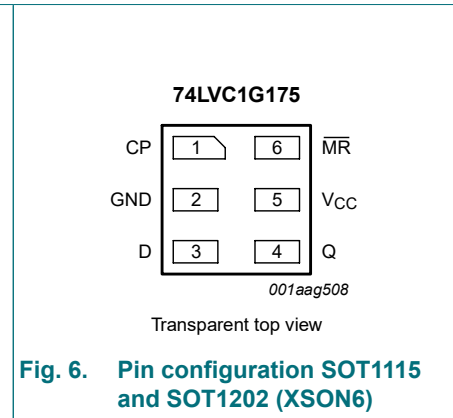 74LVC1G175
CP 1 6 M̅R̅
GND 2 5 VCC
D 3 4 Q
001aag508
Transparent top view
Fig. 6. Pin configuration SOT1115
and SOT1202 (XSON6)